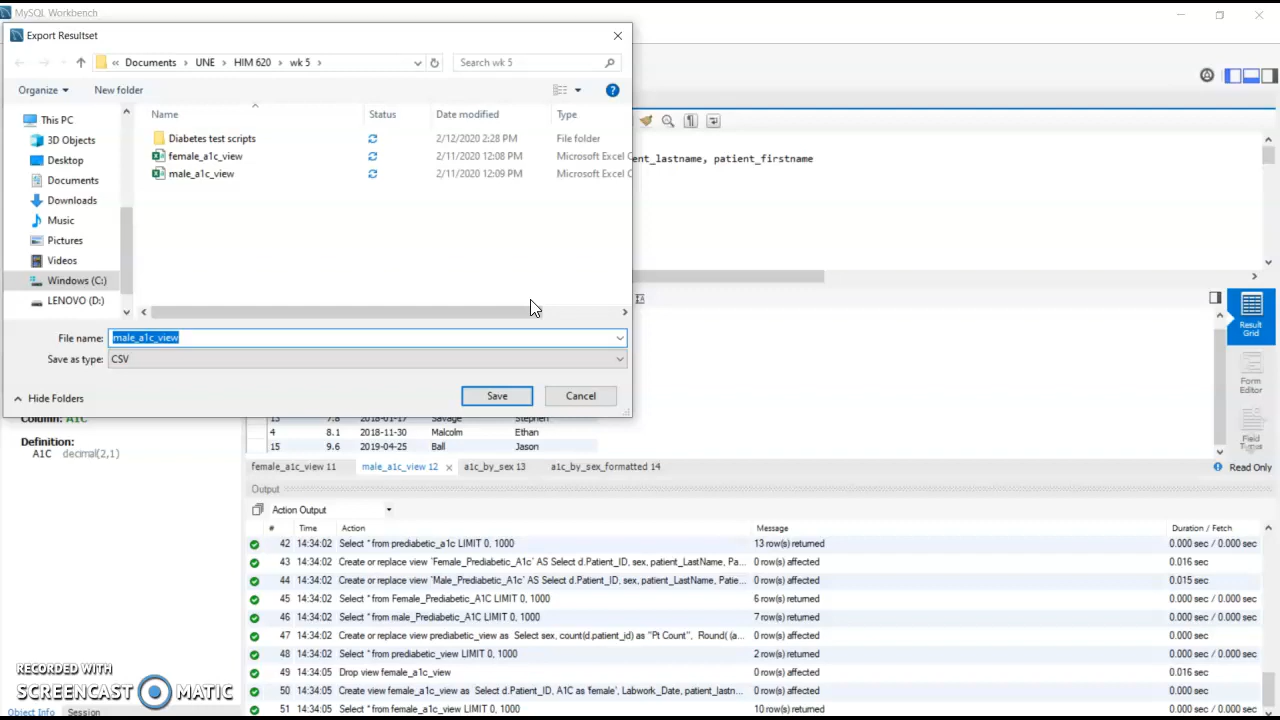 MySQL Workbench
Export Resultset
« Documents › UNE › HIM 620 › wk 5 ›
Search wk 5
Organize
New folder
Name
Status
Date modified
Type
This PC
3D Objects
Desktop
Documents
Downloads
Music
Pictures
Videos
Windows (C:)
LENOVO (D:)
Diabetes test scripts
2/12/2020 2:28 PM
File folder
female_a1c_view
2/11/2020 12:08 PM
Microsoft Excel C
male_a1c_view
2/11/2020 12:09 PM
Microsoft Excel C
File name: male_a1c_view
Save as type: CSV
Hide Folders
Save
Cancel
ent_lastname, patient_firstname
Result
Grid
Form
Editor
Field
Types
Column: A1C
Definition:
A1C decimal(2,1)
13 7.8 2018-01-17 Savage Stephen
4 8.1 2018-11-30 Malcolm Ethan
15 9.6 2019-04-25 Ball Jason
female_a1c_view 11
male_a1c_view 12
a1c_by_sex 13
a1c_by_sex_formatted 14
Read Only
Output
Action Output
# Time Action Message Duration / Fetch
42 14:34:02 Select * from prediabetic_a1c LIMIT 0, 1000 13 row(s) returned 0.000 sec / 0.000 sec
43 14:34:02 Create or replace view `Female_Prediabetic_A1c` AS Select d.Patient_ID, sex, patient_LastName, Pa... 0 row(s) affected 0.016 sec
44 14:34:02 Create or replace view `Male_Prediabetic_A1c` AS Select d.Patient_ID, sex, patient_LastName, Patie... 0 row(s) affected 0.015 sec
45 14:34:02 Select * from Female_Prediabetic_A1C LIMIT 0, 1000 6 row(s) returned 0.000 sec / 0.000 sec
46 14:34:02 Select * from male_Prediabetic_A1C LIMIT 0, 1000 7 row(s) returned 0.000 sec / 0.000 sec
47 14:34:02 Create or replace view prediabetic_view as Select sex, count(d.patient_id) as "Pt Count", Round( (a... 0 row(s) affected 0.000 sec
48 14:34:02 Select * from prediabetic_view LIMIT 0, 1000 2 row(s) returned 0.000 sec / 0.000 sec
49 14:34:05 Drop view female_a1c_view 0 row(s) affected 0.016 sec
50 14:34:05 Create view female_a1c_view as Select d.Patient_ID, A1C as 'female', Labwork_Date, patient_lastn... 0 row(s) affected 0.000 sec
51 14:34:05 Select * from female_a1c_view LIMIT 0, 1000 10 row(s) returned 0.000 sec / 0.000 sec
RECORDED WITH
SCREENCAST MATIC
Object Info Session